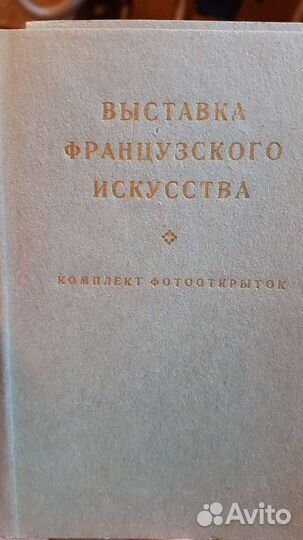 ВЫСТАВКА
ФРАНЦУЗСКОГО
ИСКУССТВА
КОМПЛЕКТ ФОТООТКРЫТОК
Avito